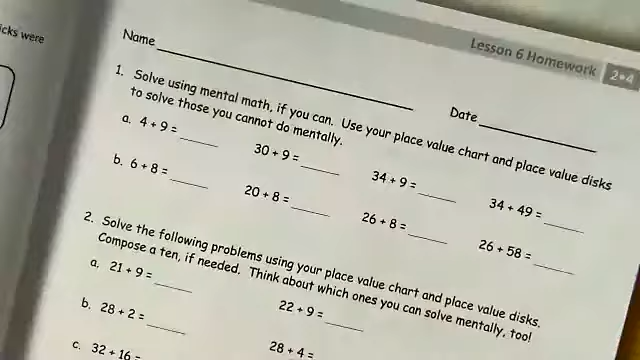 icks were
Lesson 6 Homework 2•4
Name
Date
1. Solve using mental math, if you can. Use your place value chart and place value disks
to solve those you cannot do mentally.
a. 4 + 9 = 30 + 9 = 34 + 9 = 34 + 49 =
b. 6 + 8 = 20 + 8 = 26 + 8 = 26 + 58 =
2. Solve the following problems using your place value chart and place value disks.
Compose a ten, if needed. Think about which ones you can solve mentally, too!
a. 21 + 9 = 22 + 9 =
b. 28 + 2 = 28 + 4 =
c. 32 + 16 =